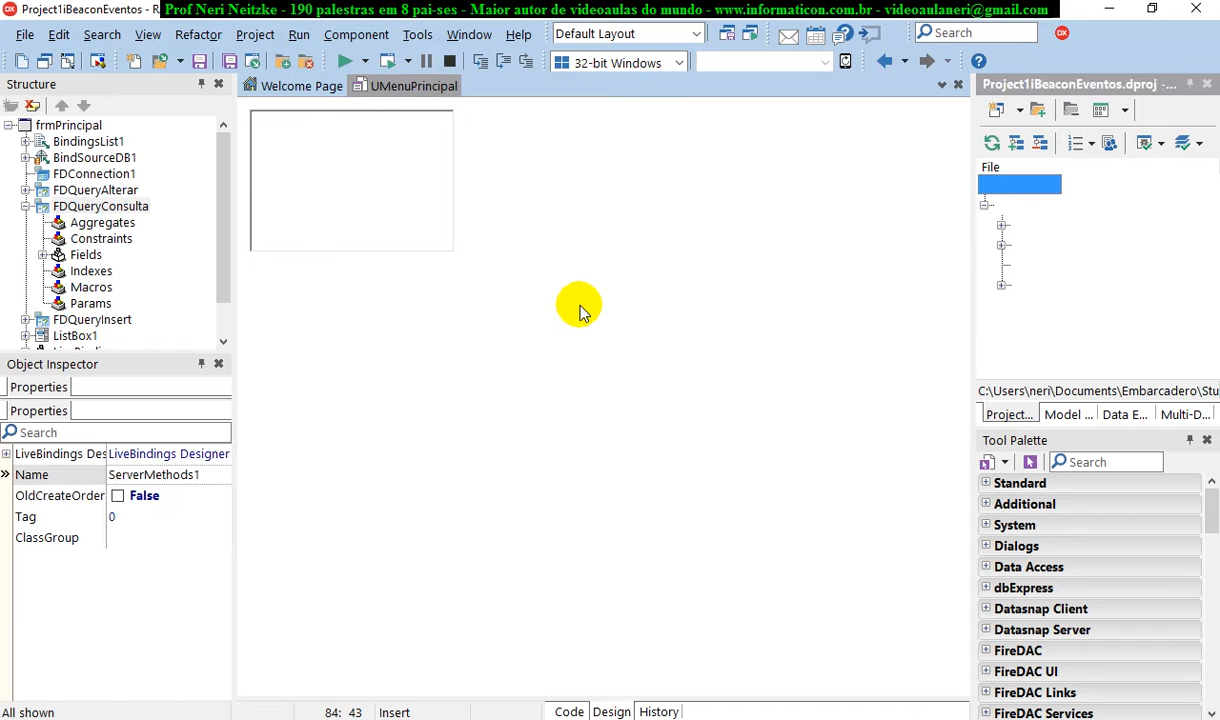 Project1iBeaconEventos - R
Prof Neri Neitzke - 190 palestras em 8 pai-ses - Maior autor de videoaulas do mundo - www.informaticon.com.br - videoaulaneri@gmail.com
File Edit Search View Refactor Project Run Component Tools Window Help Default Layout Search DX
32-bit Windows
Structure
Welcome Page UMenuPrincipal
Project1iBeaconEventos.dproj -...
frmPrincipal
BindingsList1
BindSourceDB1
FDConnection1
FDQueryAlterar
FDQueryConsulta
Aggregates
Constraints
Fields
Indexes
Macros
Params
FDQueryInsert
ListBox1
File
C:\Users\neri\Documents\Embarcadero\Stu
Project... Model ... Data E... Multi-D...
Object Inspector
Properties
Properties
Search
LiveBindings Des LiveBindings Designer
Name ServerMethods1
OldCreateOrder False
Tag 0
ClassGroup
Tool Palette
Search
Standard
Additional
System
Dialogs
Data Access
dbExpress
Datasnap Client
Datasnap Server
FireDAC
FireDAC UI
FireDAC Links
FireDAC Services
All shown 84: 43 Insert Code Design History